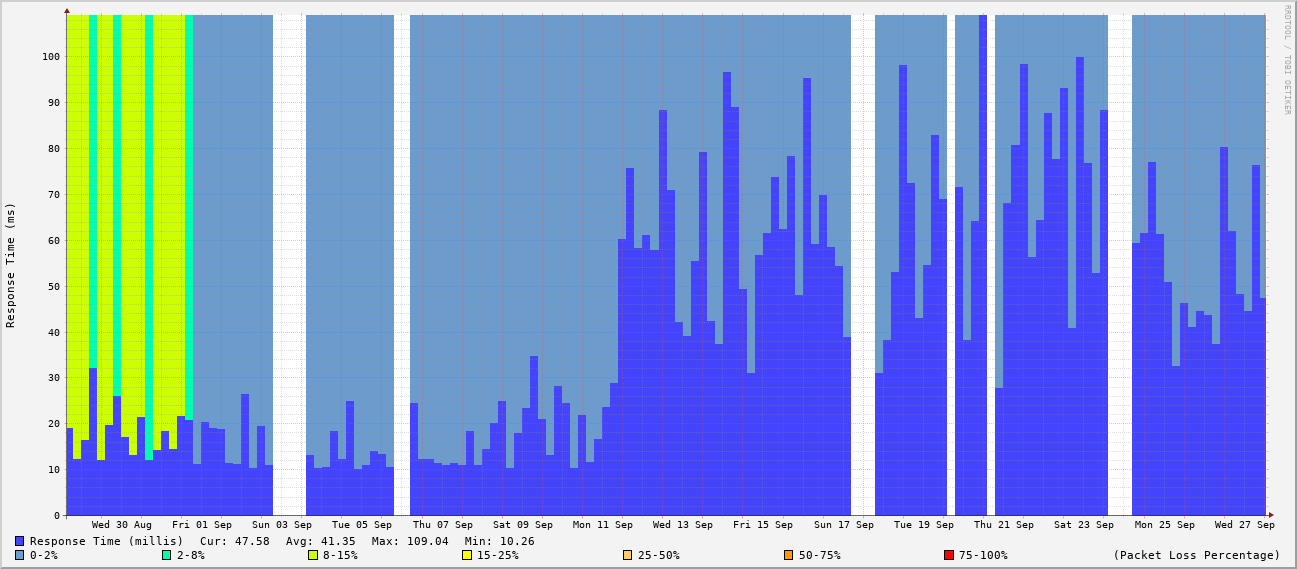 RRDTOOL / TOBI OETIKER
Response Time (ms)
100
90
80
70
60
50
40
30
20
10
0
Wed 30 Aug Fri 01 Sep Sun 03 Sep Tue 05 Sep Thu 07 Sep Sat 09 Sep Mon 11 Sep Wed 13 Sep Fri 15 Sep Sun 17 Sep Tue 19 Sep Thu 21 Sep Sat 23 Sep Mon 25 Sep Wed 27 Sep
Response Time (millis) Cur: 47.58 Avg: 41.35 Max: 109.04 Min: 10.26
0-2% 2-8% 8-15% 15-25% 25-50% 50-75% 75-100% (Packet Loss Percentage)